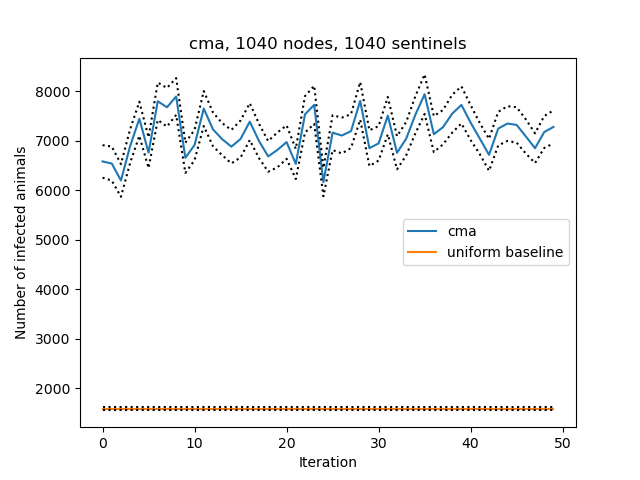 cma, 1040 nodes, 1040 sentinels
Number of infected animals
8000
7000
6000
5000
4000
3000
2000
cma
uniform baseline
0 10 20 30 40 50
Iteration